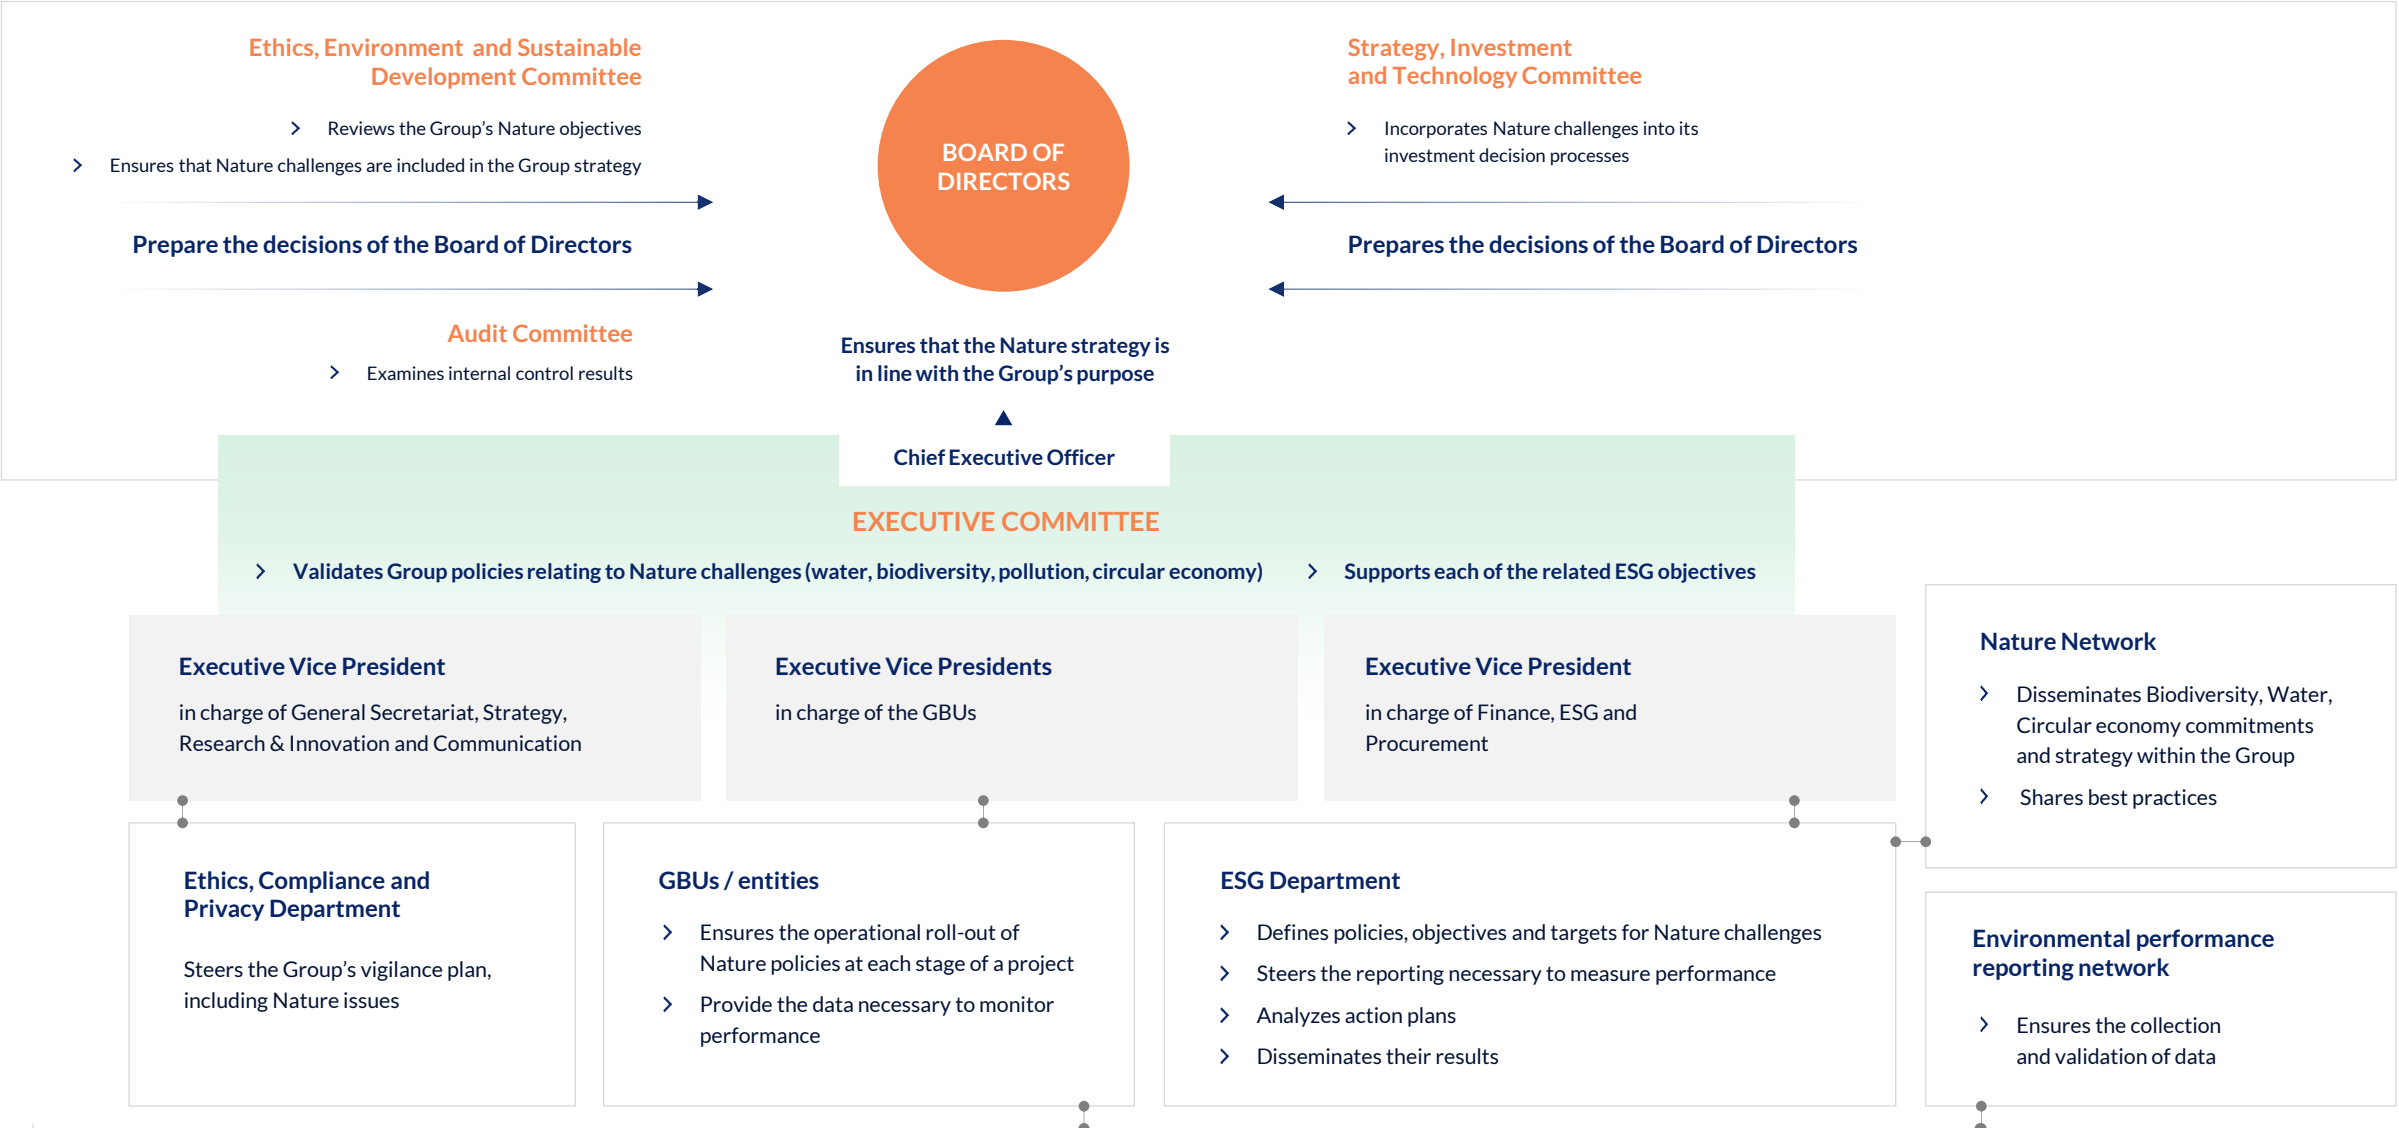 Ethics, Environment and Sustainable
Development Committee
Reviews the Group's Nature objectives
Ensures that Nature challenges are included in the Group strategy
Prepare the decisions of the Board of Directors
Audit Committee
Examines internal control results
BOARD OF
DIRECTORS
Ensures that the Nature strategy is
in line with the Group's purpose
Chief Executive Officer
Strategy, Investment
and Technology Committee
Incorporates Nature challenges into its
investment decision processes
Prepares the decisions of the Board of Directors
EXECUTIVE COMMITTEE
Validates Group policies relating to Nature challenges (water, biodiversity, pollution, circular economy)
Supports each of the related ESG objectives
Executive Vice President
in charge of General Secretariat, Strategy,
Research & Innovation and Communication
Executive Vice Presidents
in charge of the GBUs
Executive Vice President
in charge of Finance, ESG and
Procurement
Nature Network
Disseminates Biodiversity, Water,
Circular economy commitments
and strategy within the Group
Shares best practices
Ethics, Compliance and
Privacy Department
Steers the Group's vigilance plan,
including Nature issues
GBUs / entities
Ensures the operational roll-out of
Nature policies at each stage of a project
Provide the data necessary to monitor
performance
ESG Department
Defines policies, objectives and targets for Nature challenges
Steers the reporting necessary to measure performance
Analyzes action plans
Disseminates their results
Environmental performance
reporting network
Ensures the collection
and validation of data